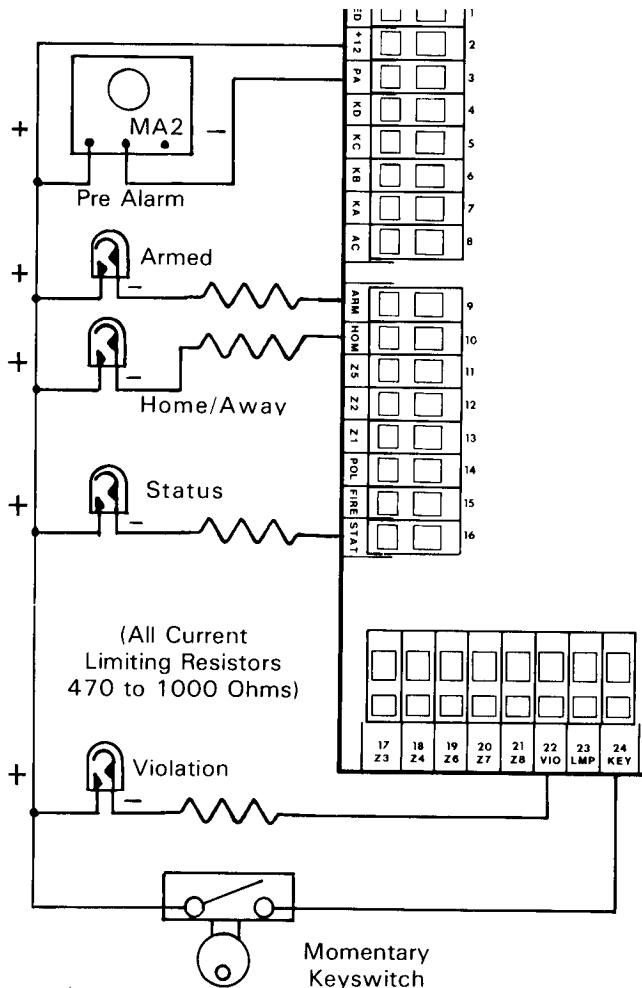 ED 1
+12 2
PA 3
KD 4
KC 5
KB 6
KA 7
AC 8
+ MA2 −
Pre Alarm
+ Armed
−
ARM 9
HOM 10
Z5 11
Z2 12
Z1 13
POL 14
FIRE 15
STAT 16
+
−
Home/Away
+ Status
−
(All Current
Limiting Resistors
470 to 1000 Ohms)
17 18 19 20 21 22 23 24
Z3 Z4 Z6 Z7 Z8 VIO LMP KEY
+ Violation
−
Momentary
Keyswitch